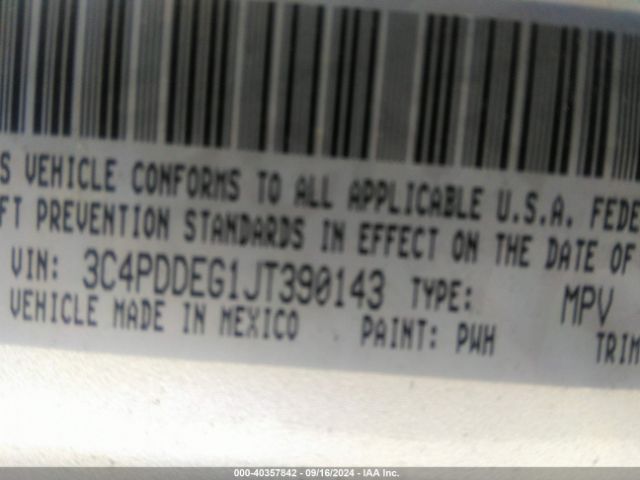 S VEHICLE CONFORMS TO ALL APPLICABLE U.S.A. FEDE
FT PREVENTION STANDARDS IN EFFECT ON THE DATE OF
VIN: 3C4PDDEG1JT390143 TYPE: MPV
VEHICLE MADE IN MEXICO PAINT: PWH TRIM
000-40357842 - 09/16/2024 - IAA Inc.